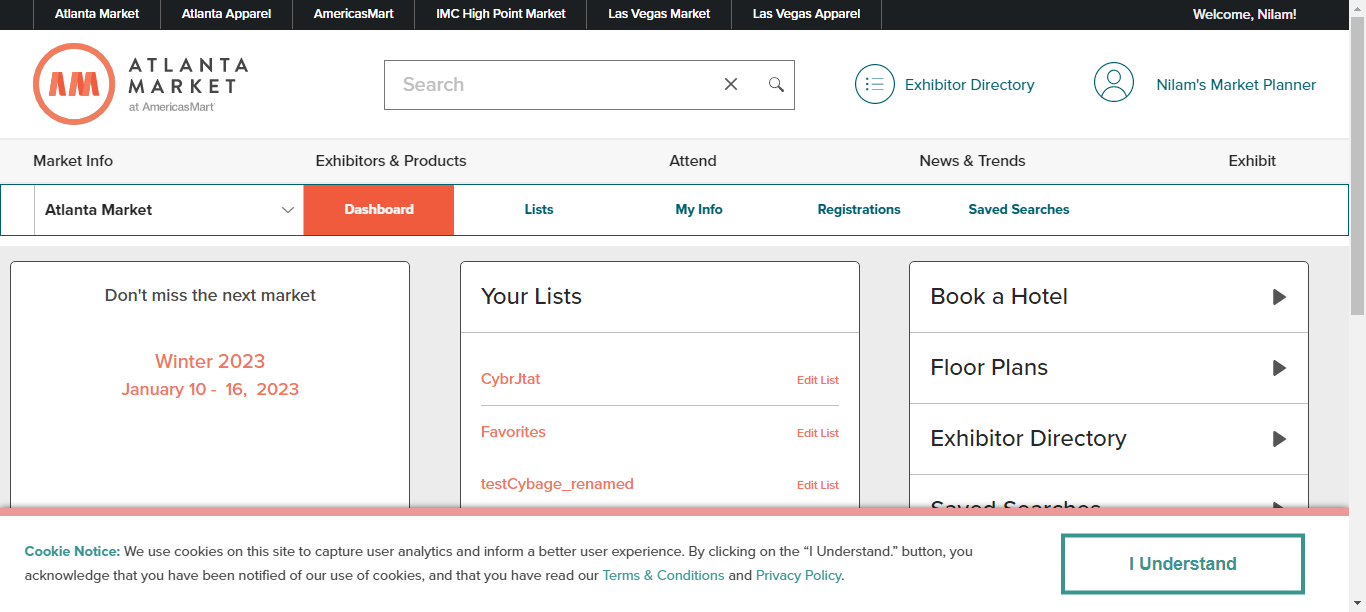 Atlanta Market Atlanta Apparel AmericasMart IMC High Point Market Las Vegas Market Las Vegas Apparel Welcome, Nilam!
AM ATLANTA
MARKET
at AmericasMart
Search
Exhibitor Directory
Nilam's Market Planner
Market Info Exhibitors & Products Attend News & Trends Exhibit
Atlanta Market Dashboard Lists My Info Registrations Saved Searches
Don't miss the next market
Winter 2023
January 10 - 16, 2023
Your Lists
CybrJtat Edit List
Favorites Edit List
testCybage_renamed Edit List
Book a Hotel
Floor Plans
Exhibitor Directory
Saved Searches
Cookie Notice: We use cookies on this site to capture user analytics and inform a better user experience. By clicking on the “I Understand.” button, you
acknowledge that you have been notified of our use of cookies, and that you have read our Terms & Conditions and Privacy Policy.
I Understand